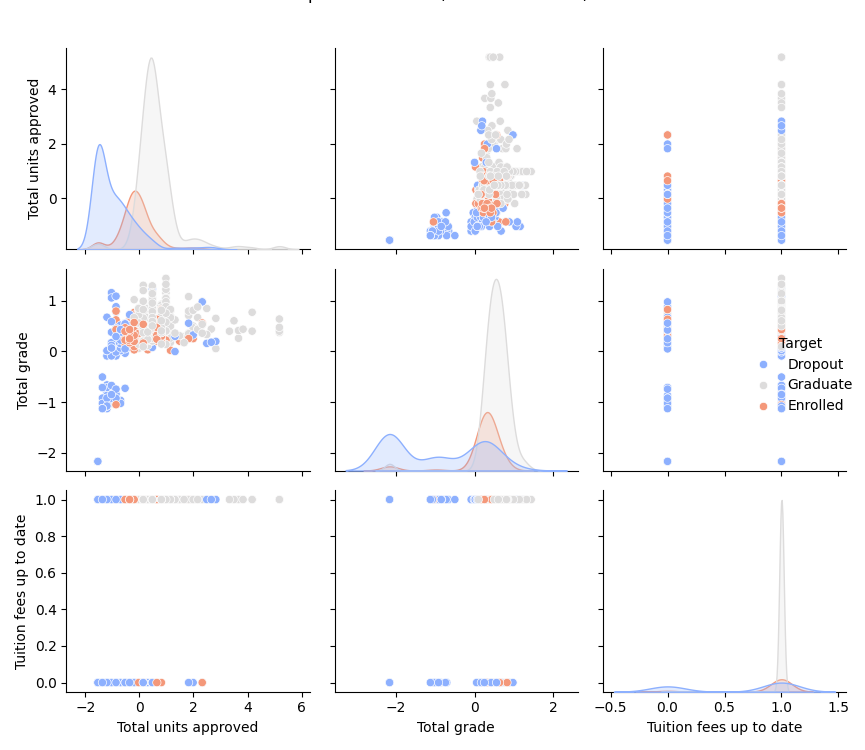 Total units approved
4
2
0
Total grade
1
0
−1
−2
Target
Dropout
Graduate
Enrolled
Tuition fees up to date
1.0
0.8
0.6
0.4
0.2
0.0
−2 0 2 4 6
−2 0 2
−0.5 0.0 0.5 1.0 1.5
Total units approved
Total grade
Tuition fees up to date